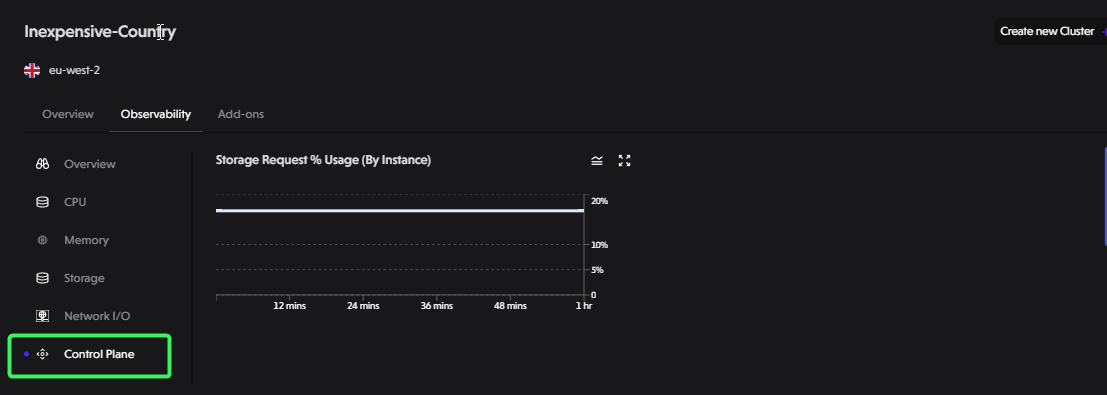 Inexpensive-Country
Create new Cluster +
eu-west-2
Overview Observability Add-ons
Overview
CPU
Memory
Storage
Network I/O
Control Plane
Storage Request % Usage (By Instance)
20%
10%
5%
0
12 mins 24 mins 36 mins 48 mins 1 hr